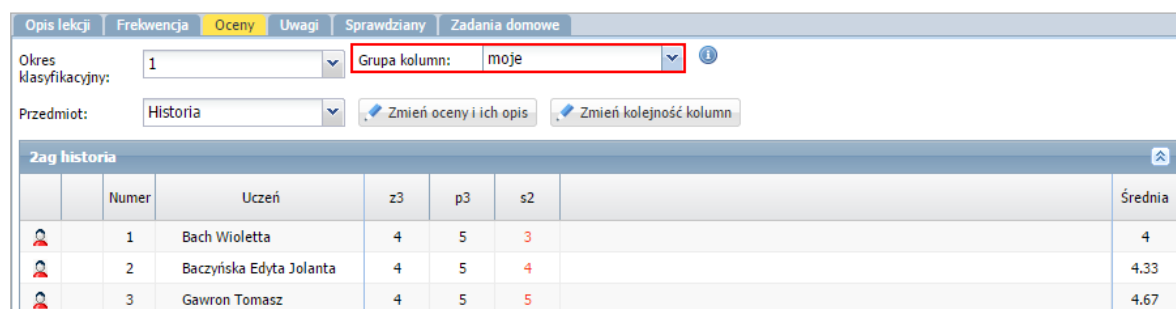 Opis lekcji Frekwencja Oceny Uwagi Sprawdziany Zadania domowe
Okres klasyfikacyjny: 1 Grupa kolumn: moje
Przedmiot: Historia Zmień oceny i ich opis Zmień kolejność kolumn
2ag historia
Numer Uczeń z3 p3 s2 Średnia
1 Bach Wioletta 4 5 3 4
2 Baczyńska Edyta Jolanta 4 5 4 4.33
3 Gawron Tomasz 4 5 5 4.67